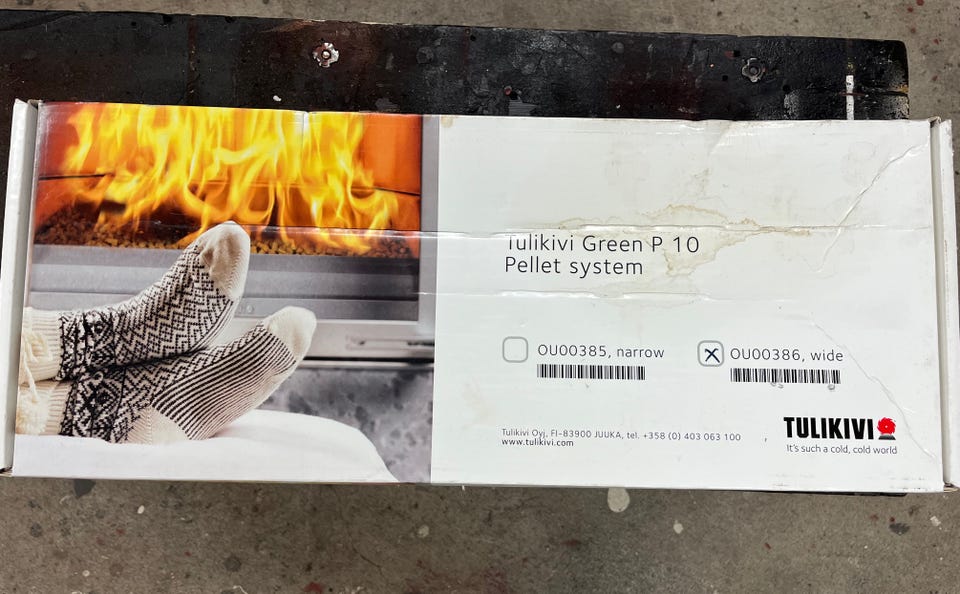 Tulikivi Green P 10
Pellet system
OU00385, narrow
OU00386, wide
Tulikivi Oyj, FI-83900 JUUKA, tel. +358 (0) 403 063 100
www.tulikivi.com
TULIKIVI
It's such a cold, cold world